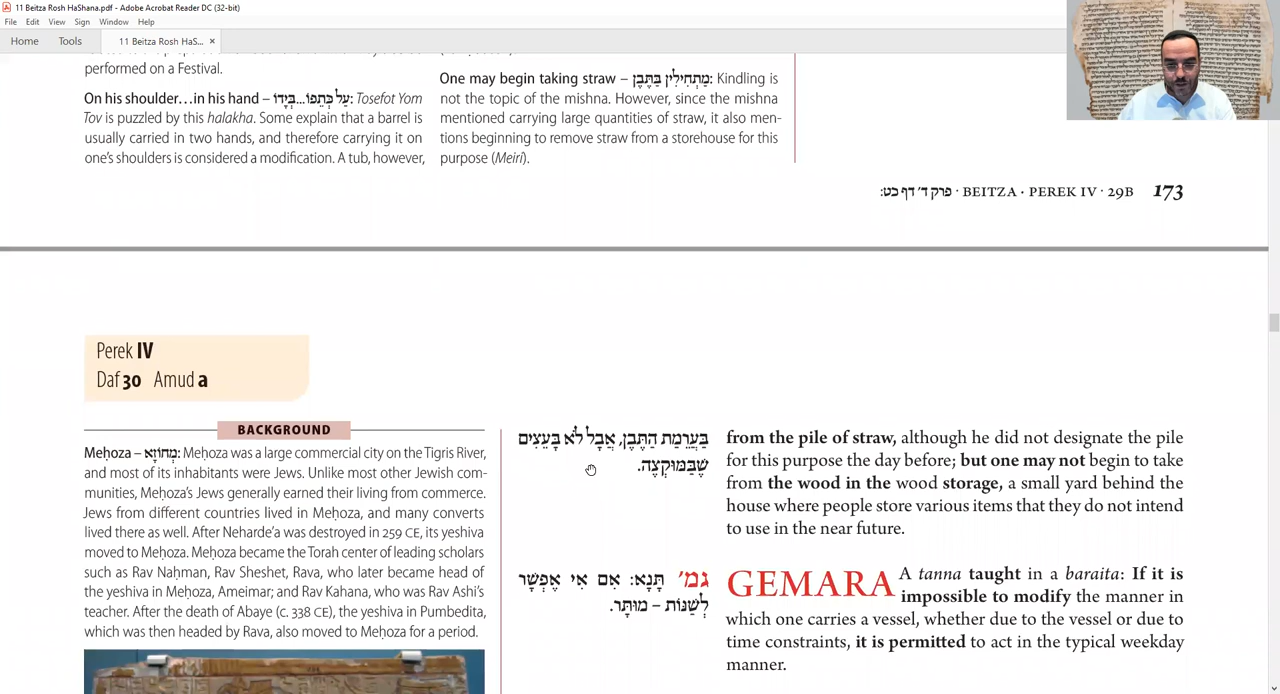 11 Beitza Rosh HaShana.pdf - Adobe Acrobat Reader DC (32-bit)
File Edit View Sign Window Help
Home Tools 11 Beitza Rosh HaS... ×
performed on a Festival.
On his shoulder…in his hand – עַל כְּתֵפוֹ...בְּיָדוֹ: Tosefot Yom
Tov is puzzled by this halakha. Some explain that a barrel is
usually carried in two hands, and therefore carrying it on
one's shoulders is considered a modification. A tub, however,
One may begin taking straw – מַתְחִילִין בַּתֶּבֶן: Kindling is
not the topic of the mishna. However, since the mishna
mentioned carrying large quantities of straw, it also men-
tions beginning to remove straw from a storehouse for this
purpose (Meiri).
פרק ד׳ דף כט: · BEITZA · PEREK IV · 29B 173
Perek IV
Daf 30 Amud a
BACKGROUND
Meḥoza – מְחוֹזָא: Meḥoza was a large commercial city on the Tigris River,
and most of its inhabitants were Jews. Unlike most other Jewish com-
munities, Meḥoza's Jews generally earned their living from commerce.
Jews from different countries lived in Meḥoza, and many converts
lived there as well. After Neharde'a was destroyed in 259 CE, its yeshiva
moved to Meḥoza. Meḥoza became the Torah center of leading scholars
such as Rav Naḥman, Rav Sheshet, Rava, who later became head of
the yeshiva in Meḥoza, Ameimar; and Rav Kahana, who was Rav Ashi's
teacher. After the death of Abaye (c. 338 CE), the yeshiva in Pumbedita,
which was then headed by Rava, also moved to Meḥoza for a period.
בַּעֲרֵמַת הַתֶּבֶן, אֲבָל לֹא בָּעֵצִים
שֶׁבַּמּוּקְצֶה.
from the pile of straw, although he did not designate the pile
for this purpose the day before; but one may not begin to take
from the wood in the wood storage, a small yard behind the
house where people store various items that they do not intend
to use in the near future.
גמ׳ תָּנָא: אִם אִי אֶפְשָׁר
לְשַׁנּוֹת – מוּתָּר.
GEMARA A tanna taught in a baraita: If it is
impossible to modify the manner in
which one carries a vessel, whether due to the vessel or due to
time constraints, it is permitted to act in the typical weekday
manner.